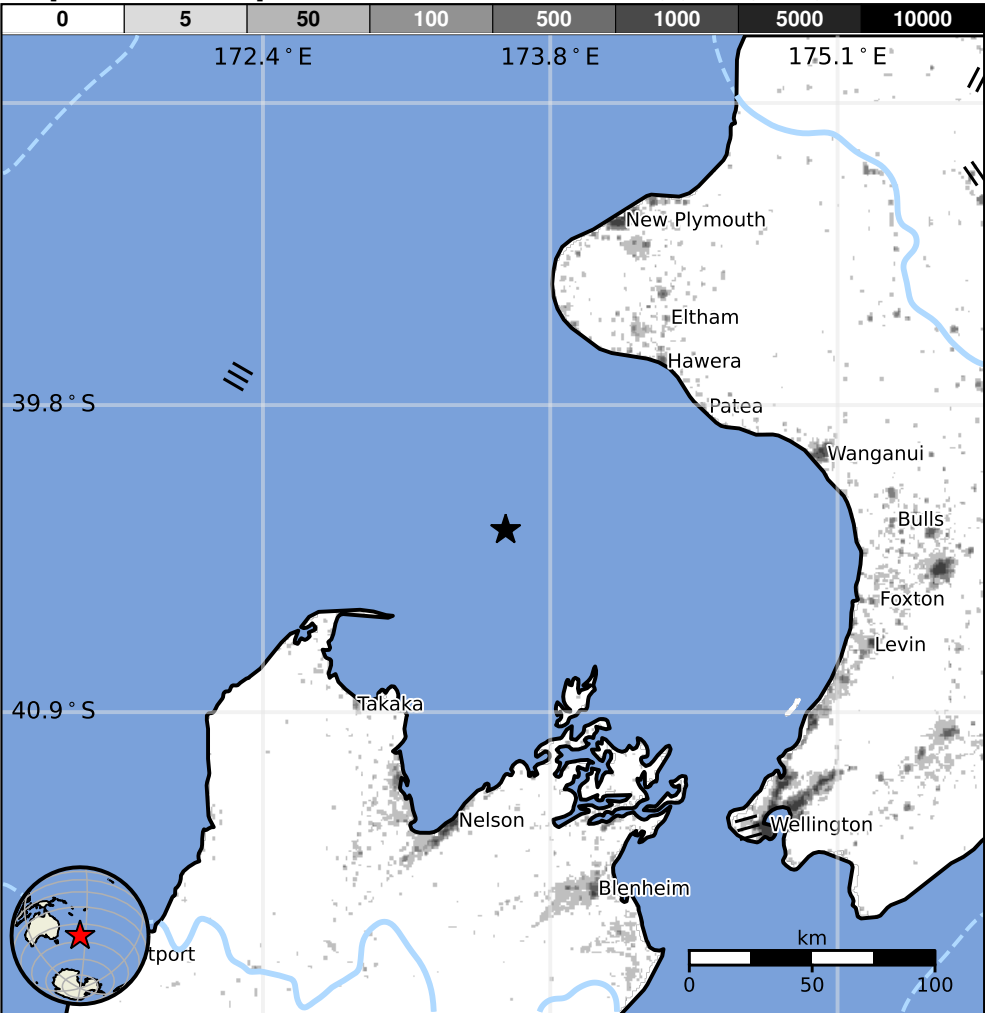 0 5 50 100 500 1000 5000 10000
172.4°E 173.8°E 175.1°E
New Plymouth
Eltham
Hawera
39.8°S
Patea
Wanganui
Bulls
Foxton
Levin
Takaka
40.9°S
Nelson
Wellington
Blenheim
tport
km
0 50 100